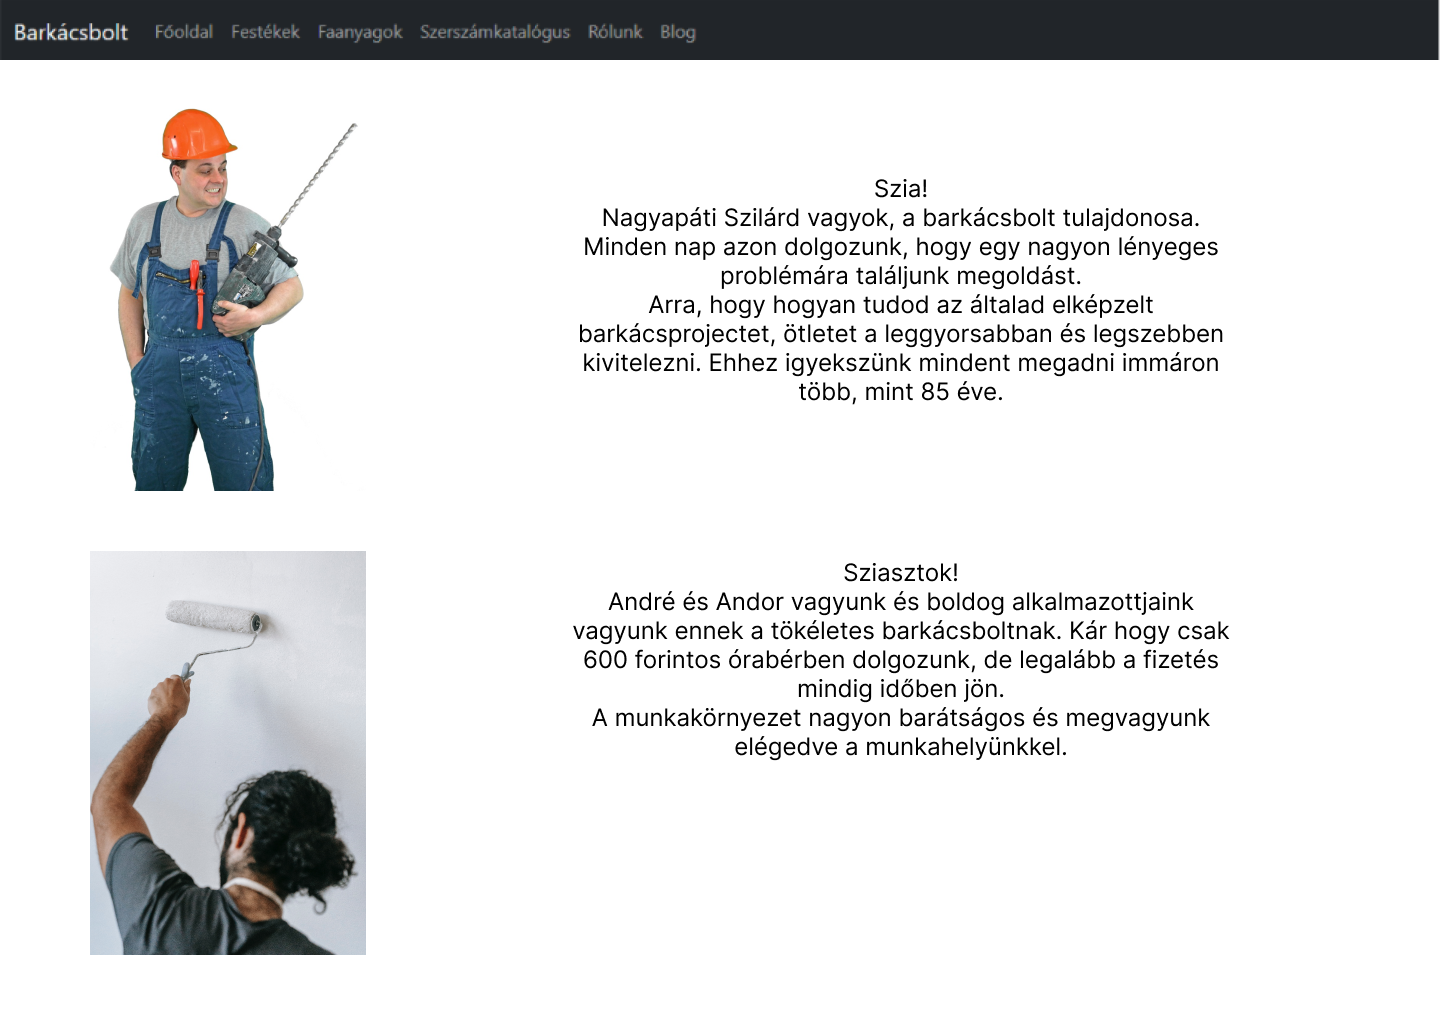 Barkácsbolt Főoldal Festékek Faanyagok Szerszámkatalógus Rólunk Blog
Szia!
Nagyapáti Szilárd vagyok, a barkácsbolt tulajdonosa.
Minden nap azon dolgozunk, hogy egy nagyon lényeges
problémára találjunk megoldást.
Arra, hogy hogyan tudod az általad elképzelt
barkácsprojectet, ötletet a leggyorsabban és legszebben
kivitelezni. Ehhez igyekszünk mindent megadni immáron
több, mint 85 éve.
Sziasztok!
André és Andor vagyunk és boldog alkalmazottjaink
vagyunk ennek a tökéletes barkácsboltnak. Kár hogy csak
600 forintos órabérben dolgozunk, de legalább a fizetés
mindig időben jön.
A munkakörnyezet nagyon barátságos és megvagyunk
elégedve a munkahelyünkkel.